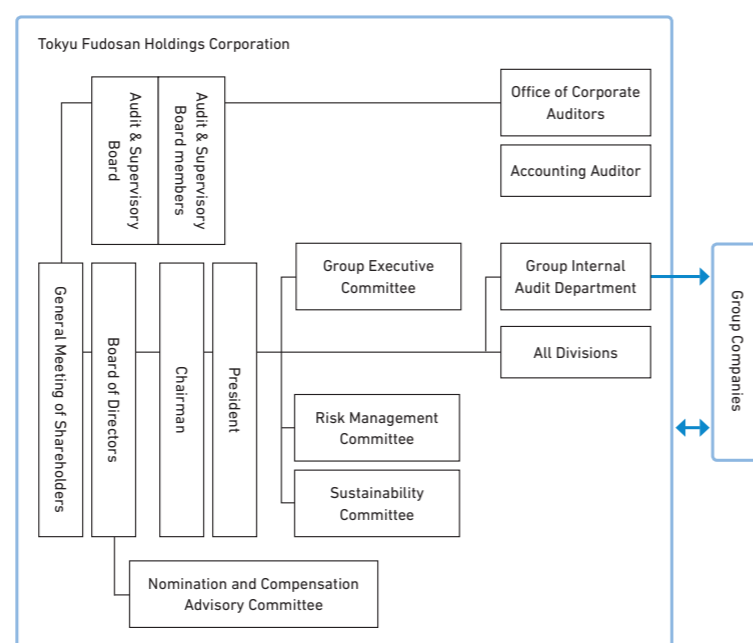 Tokyu Fudosan Holdings Corporation
Audit & Supervisory
Board
Audit & Supervisory
Board members
Office of Corporate
Auditors
Accounting Auditor
General Meeting of Shareholders
Board of Directors
Chairman
President
Group Executive
Committee
Group Internal
Audit Department
All Divisions
Risk Management
Committee
Sustainability
Committee
Nomination and Compensation
Advisory Committee
Group Companies